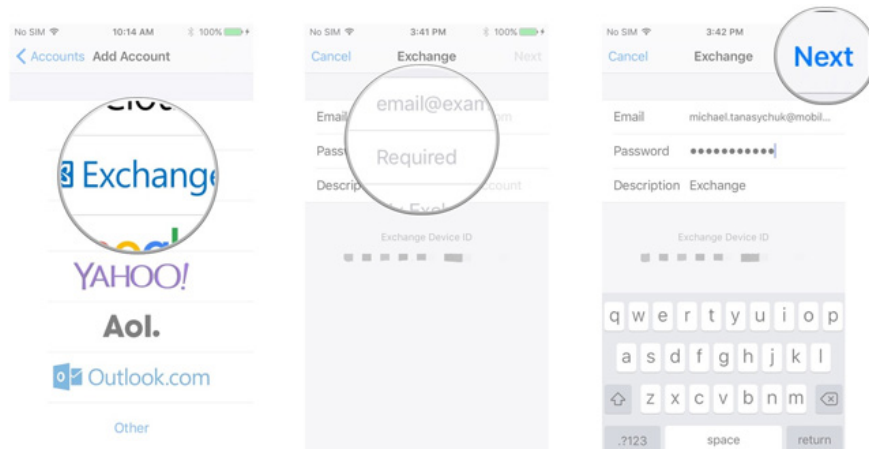 No SIM 10:14 AM 100% +
Accounts Add Account
Exchange
YAHOO!
Aol.
Outlook.com
Other
No SIM 3:41 PM 100% +
Cancel Exchange Next
Email email@exam
Required
Descrip
Exchange Device ID
No SIM 3:42 PM
Cancel Exchange Next
Email michael.tanasychuk@mobil...
Password •••••••••••
Description Exchange
Exchange Device ID
q w e r t y u i o p
a s d f g h j k l
z x c v b n m
.?123 space return